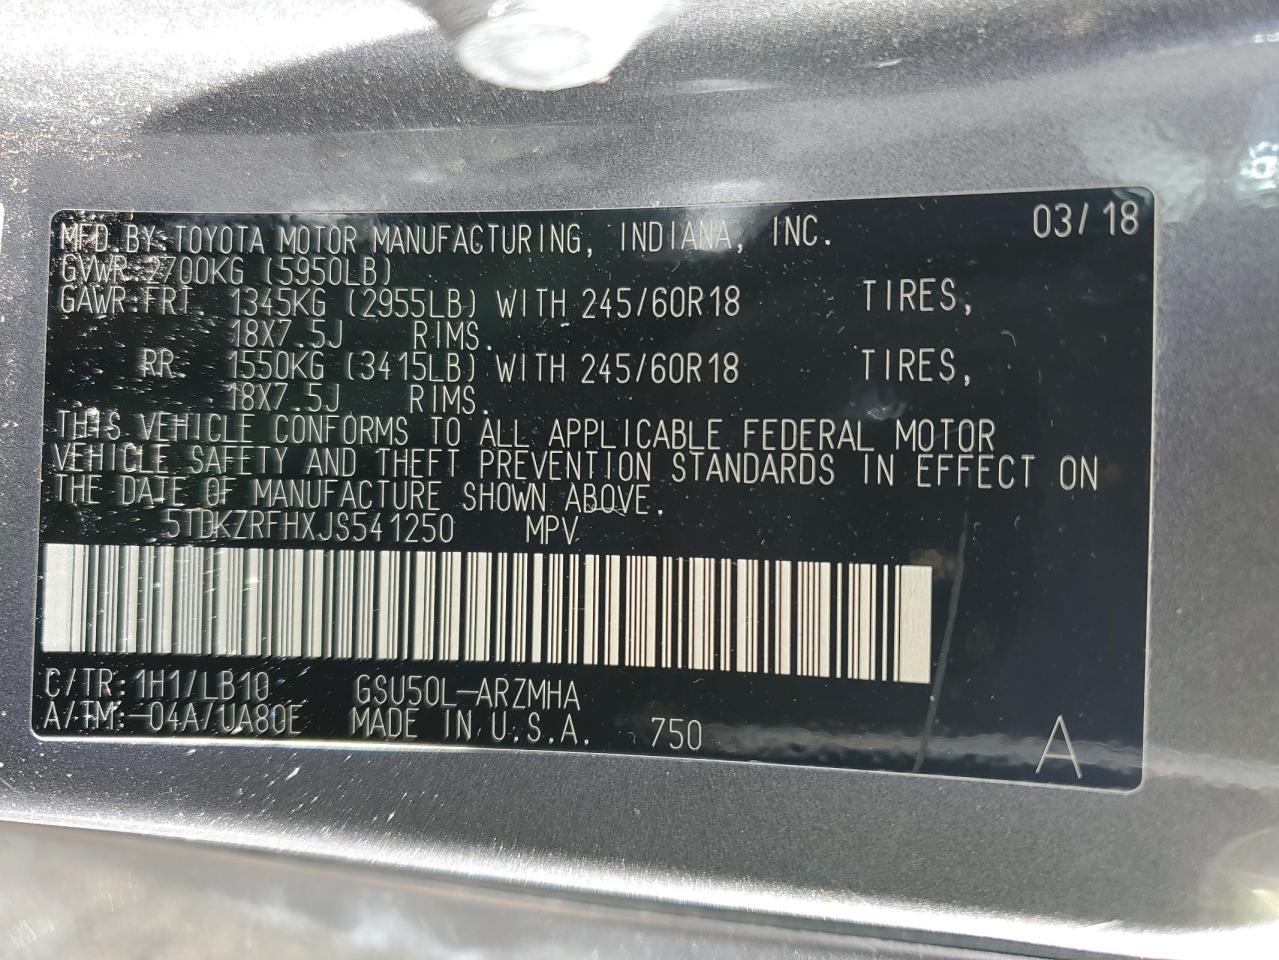 MFD.BY:TOYOTA MOTOR MANUFACTURING, INDIANA, INC. 03/18
GVWR:2700KG (5950LB)
GAWR:FRT 1345KG (2955LB) WITH 245/60R18 TIRES,
18X7.5J RIMS.
RR 1550KG (3415LB) WITH 245/60R18 TIRES,
18X7.5J RIMS.
THIS VEHICLE CONFORMS TO ALL APPLICABLE FEDERAL MOTOR
VEHICLE SAFETY AND THEFT PREVENTION STANDARDS IN EFFECT ON
THE DATE OF MANUFACTURE SHOWN ABOVE.
5TDKZRFHXJS541250 MPV
C/TR:1H1/LB10 GSU50L-ARZMHA
A/TM:-04A/UA80E MADE IN U.S.A. 750 A